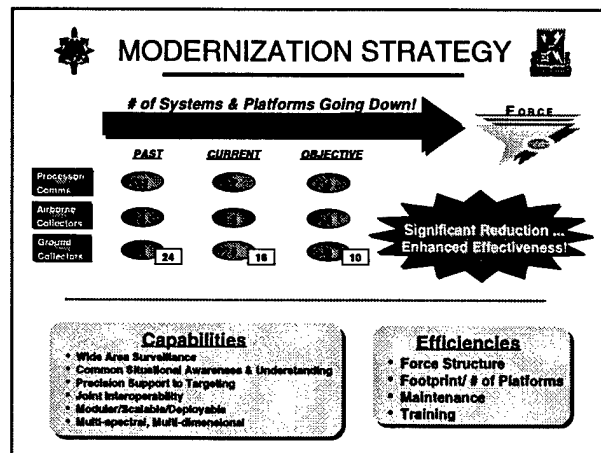 MODERNIZATION STRATEGY
# of Systems & Platforms Going Down!
FORCE
PAST CURRENT OBJECTIVE
Processor
Comms
Airborne
Collectors
Ground
Collectors
24 16 10
Significant Reduction ...
Enhanced Effectiveness!
Capabilities
• Wide Area Surveillance
• Common Situational Awareness & Understanding
• Precision Support to Targeting
• Joint Interoperability
• Modular/Scalable/Deployable
• Multi-spectral, Multi-dimensional
Efficiencies
• Force Structure
• Footprint/ # of Platforms
• Maintenance
• Training